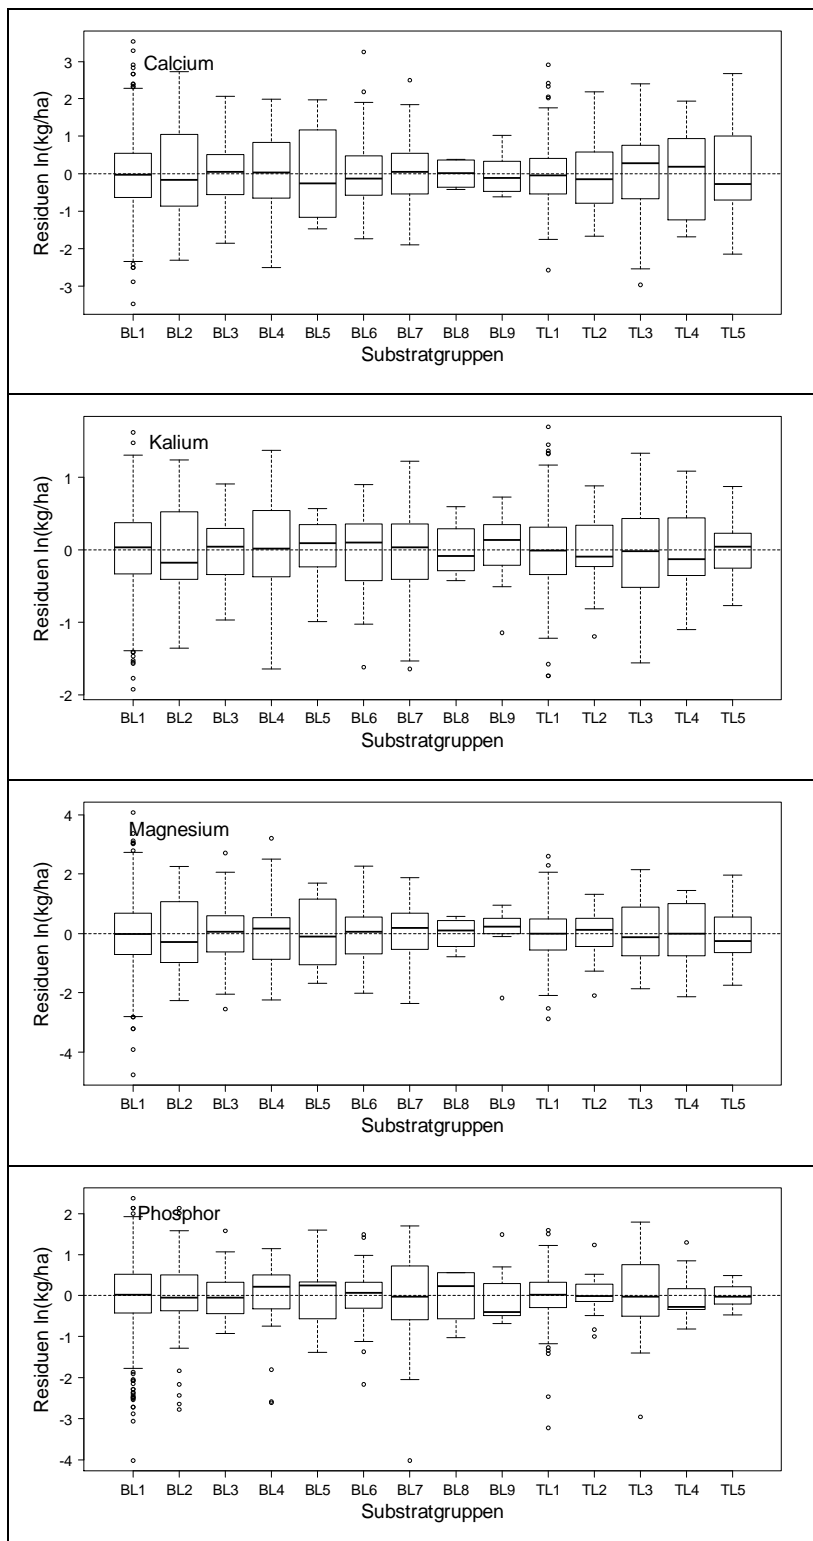 Calcium
Residuen ln(kg/ha)
3
2
1
0
-1
-2
-3
BL1 BL2 BL3 BL4 BL5 BL6 BL7 BL8 BL9 TL1 TL2 TL3 TL4 TL5
Substratgruppen
Kalium
Residuen ln(kg/ha)
1
0
-1
-2
BL1 BL2 BL3 BL4 BL5 BL6 BL7 BL8 BL9 TL1 TL2 TL3 TL4 TL5
Substratgruppen
Magnesium
Residuen ln(kg/ha)
4
2
0
-2
-4
BL1 BL2 BL3 BL4 BL5 BL6 BL7 BL8 BL9 TL1 TL2 TL3 TL4 TL5
Substratgruppen
Phosphor
Residuen ln(kg/ha)
2
1
0
-1
-2
-3
-4
BL1 BL2 BL3 BL4 BL5 BL6 BL7 BL8 BL9 TL1 TL2 TL3 TL4 TL5
Substratgruppen